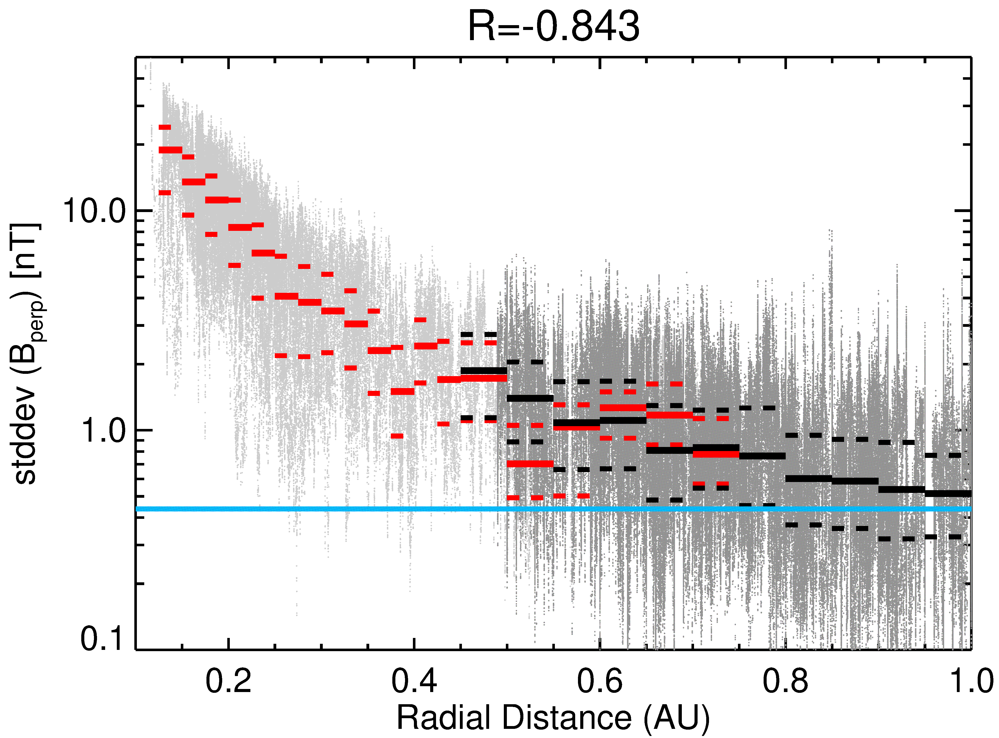 R=-0.843
stddev (Bperp) [nT]
10.0
1.0
0.1
0.2 0.4 0.6 0.8 1.0
Radial Distance (AU)